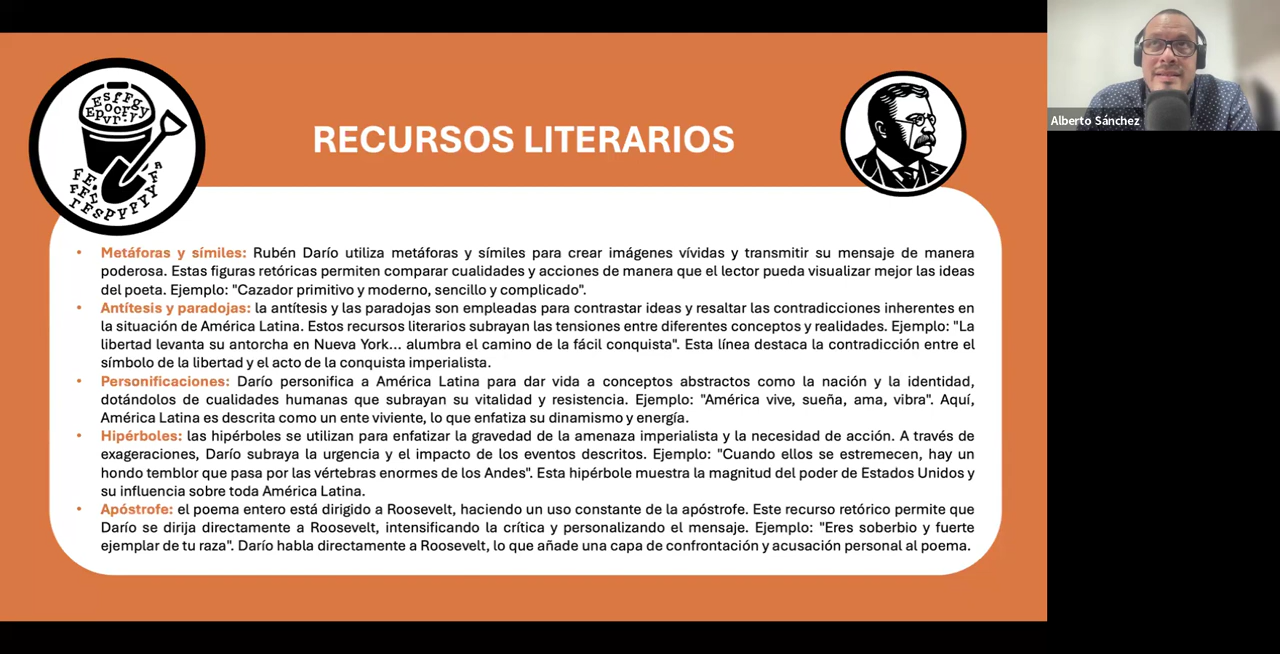 RECURSOS LITERARIOS
Alberto Sánchez
• Metáforas y símiles: Rubén Darío utiliza metáforas y símiles para crear imágenes vívidas y transmitir su mensaje de manera
poderosa. Estas figuras retóricas permiten comparar cualidades y acciones de manera que el lector pueda visualizar mejor las ideas
del poeta. Ejemplo: "Cazador primitivo y moderno, sencillo y complicado".
• Antítesis y paradojas: la antítesis y las paradojas son empleadas para contrastar ideas y resaltar las contradicciones inherentes en
la situación de América Latina. Estos recursos literarios subrayan las tensiones entre diferentes conceptos y realidades. Ejemplo: "La
libertad levanta su antorcha en Nueva York... alumbra el camino de la fácil conquista". Esta línea destaca la contradicción entre el
símbolo de la libertad y el acto de la conquista imperialista.
• Personificaciones: Darío personifica a América Latina para dar vida a conceptos abstractos como la nación y la identidad,
dotándolos de cualidades humanas que subrayan su vitalidad y resistencia. Ejemplo: "América vive, sueña, ama, vibra". Aquí,
América Latina es descrita como un ente viviente, lo que enfatiza su dinamismo y energía.
• Hipérboles: las hipérboles se utilizan para enfatizar la gravedad de la amenaza imperialista y la necesidad de acción. A través de
exageraciones, Darío subraya la urgencia y el impacto de los eventos descritos. Ejemplo: "Cuando ellos se estremecen, hay un
hondo temblor que pasa por las vértebras enormes de los Andes". Esta hipérbole muestra la magnitud del poder de Estados Unidos y
su influencia sobre toda América Latina.
• Apóstrofe: el poema entero está dirigido a Roosevelt, haciendo un uso constante de la apóstrofe. Este recurso retórico permite que
Darío se dirija directamente a Roosevelt, intensificando la crítica y personalizando el mensaje. Ejemplo: "Eres soberbio y fuerte
ejemplar de tu raza". Darío habla directamente a Roosevelt, lo que añade una capa de confrontación y acusación personal al poema.